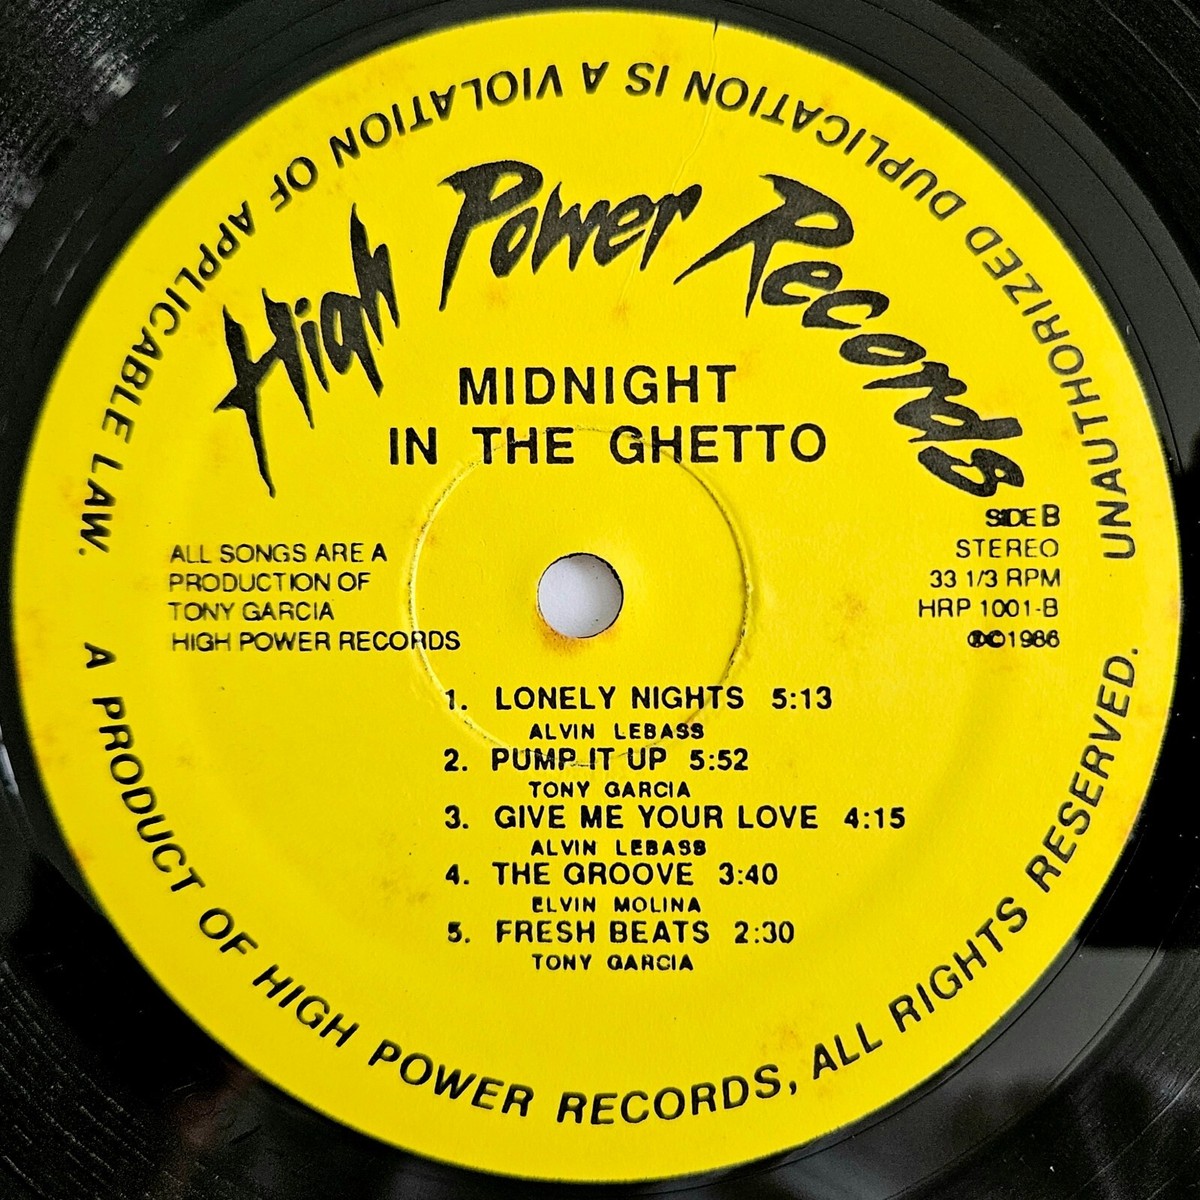 UNAUTHORIZED DUPLICATION IS A VIOLATION OF APPLICABLE LAW.
High Power Records
MIDNIGHT
IN THE GHETTO
ALL SONGS ARE A
PRODUCTION OF
TONY GARCIA
HIGH POWER RECORDS
SIDE B
STEREO
33 1/3 RPM
HRP 1001-B
℗©1986
1. LONELY NIGHTS 5:13
ALVIN LEBASS
2. PUMP IT UP 5:52
TONY GARCIA
3. GIVE ME YOUR LOVE 4:15
ALVIN LEBASS
4. THE GROOVE 3:40
ELVIN MOLINA
5. FRESH BEATS 2:30
TONY GARCIA
A PRODUCT OF HIGH POWER RECORDS, ALL RIGHTS RESERVED.